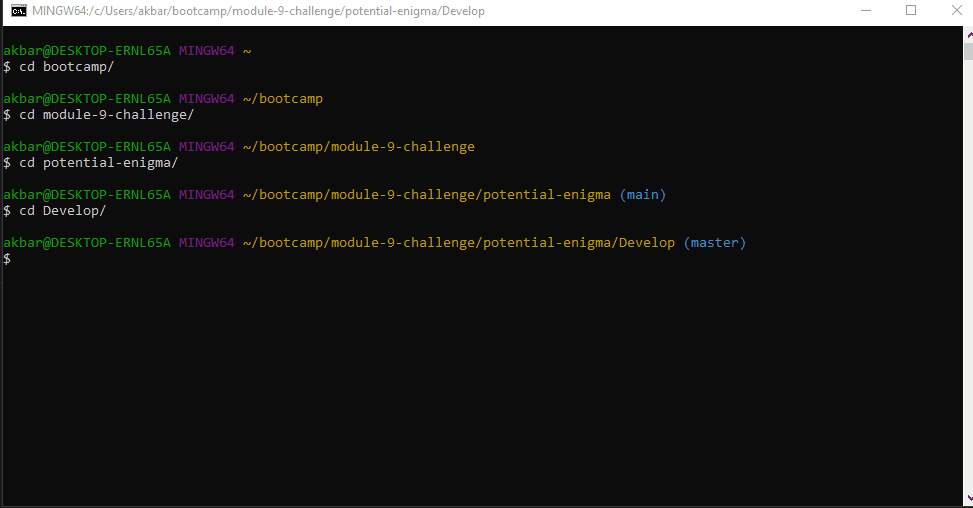 MINGW64:/c/Users/akbar/bootcamp/module-9-challenge/potential-enigma/Develop
akbar@DESKTOP-ERNL65A MINGW64 ~
$ cd bootcamp/
akbar@DESKTOP-ERNL65A MINGW64 ~/bootcamp
$ cd module-9-challenge/
akbar@DESKTOP-ERNL65A MINGW64 ~/bootcamp/module-9-challenge
$ cd potential-enigma/
akbar@DESKTOP-ERNL65A MINGW64 ~/bootcamp/module-9-challenge/potential-enigma (main)
$ cd Develop/
akbar@DESKTOP-ERNL65A MINGW64 ~/bootcamp/module-9-challenge/potential-enigma/Develop (master)
$